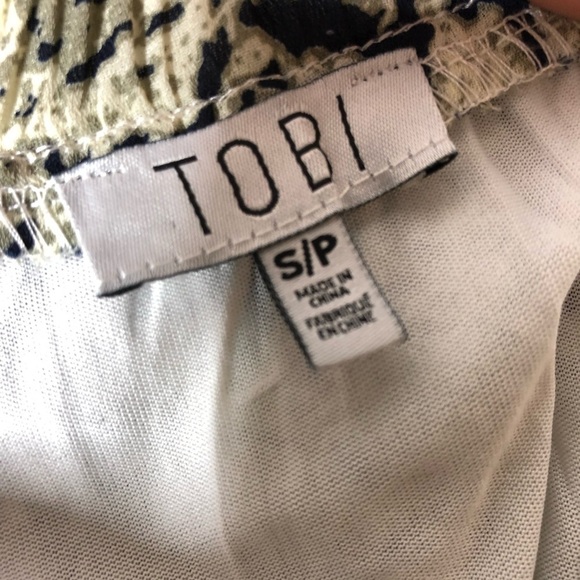 TOBI
S/P
MADE IN
CHINA
FABRIQUÉ
EN CHINE